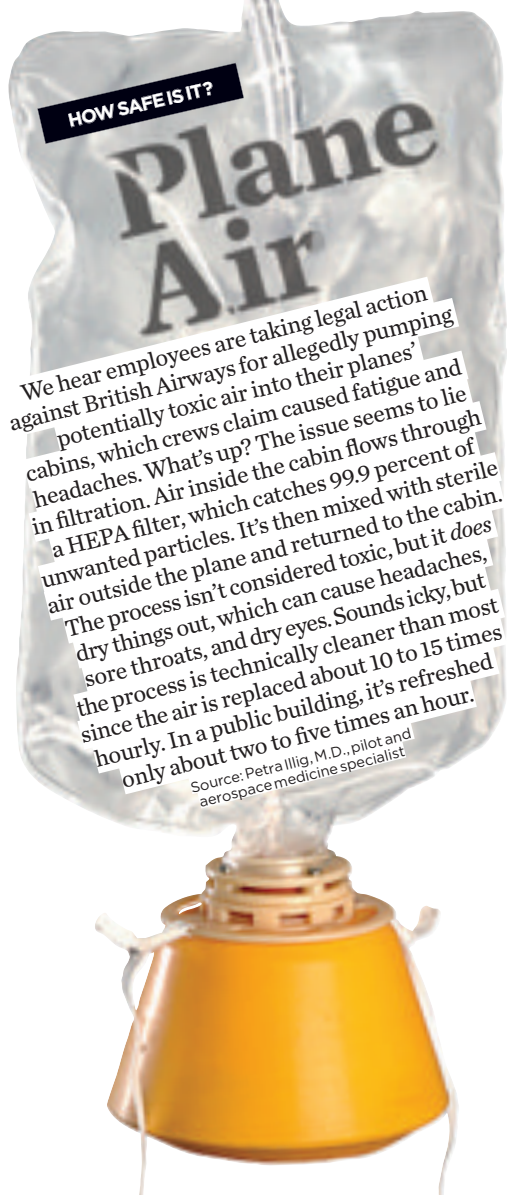 HOW SAFE IS IT?
Plane
Air
We hear employees are taking legal action
against British Airways for allegedly pumping
potentially toxic air into their planes’
cabins, which crews claim caused fatigue and
headaches. What’s up? The issue seems to lie
in filtration. Air inside the cabin flows through
a HEPA filter, which catches 99.9 percent of
unwanted particles. It’s then mixed with sterile
air outside the plane and returned to the cabin.
The process isn’t considered toxic, but it does
dry things out, which can cause headaches,
sore throats, and dry eyes. Sounds icky, but
the process is technically cleaner than most
since the air is replaced about 10 to 15 times
hourly. In a public building, it’s refreshed
only about two to five times an hour.
Source: Petra Illig, M.D., pilot and
aerospace medicine specialist